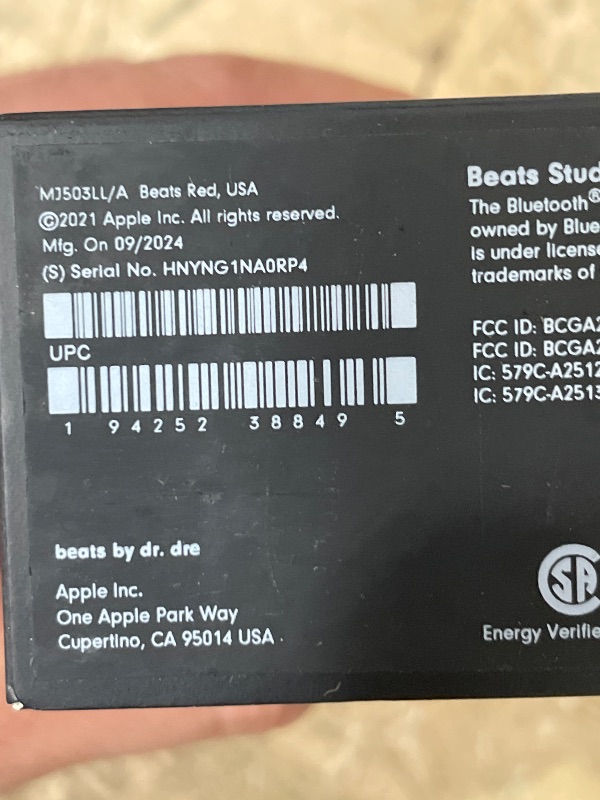 MJ503LL/A Beats Red, USA
©2021 Apple Inc. All rights reserved.
Mfg. On 09/2024
(S) Serial No. HNYNG1NA0RP4
UPC
1 94252 38849 5
beats by dr. dre
Apple Inc.
One Apple Park Way
Cupertino, CA 95014 USA
Beats Stud
The Bluetooth®
owned by Blue
is under license
trademarks of
FCC ID: BCGA2
FCC ID: BCGA2
IC: 579C-A2512
IC: 579C-A2513
SA
Energy Verifie